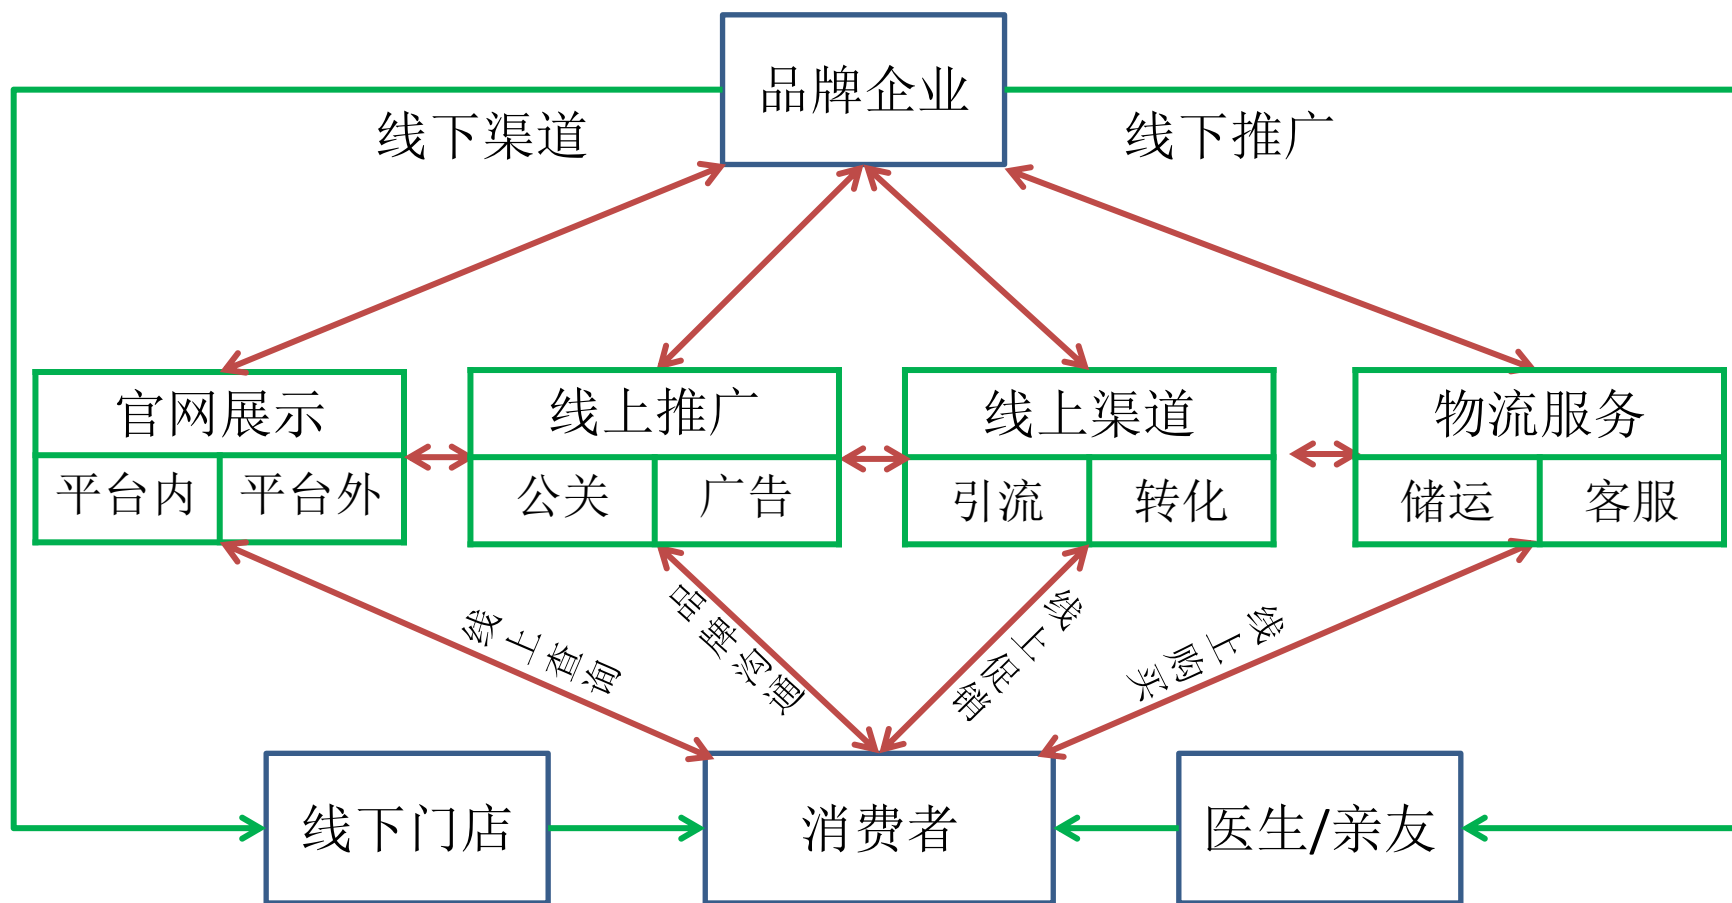 品牌企业
线下渠道
线下推广
官网展示
线上推广
线上渠道
物流服务
平台内
平台外
公关
广告
引流
转化
储运
客服
线上查询
品牌沟通
线上促销
线上购买
线下门店
消费者
医生/亲友